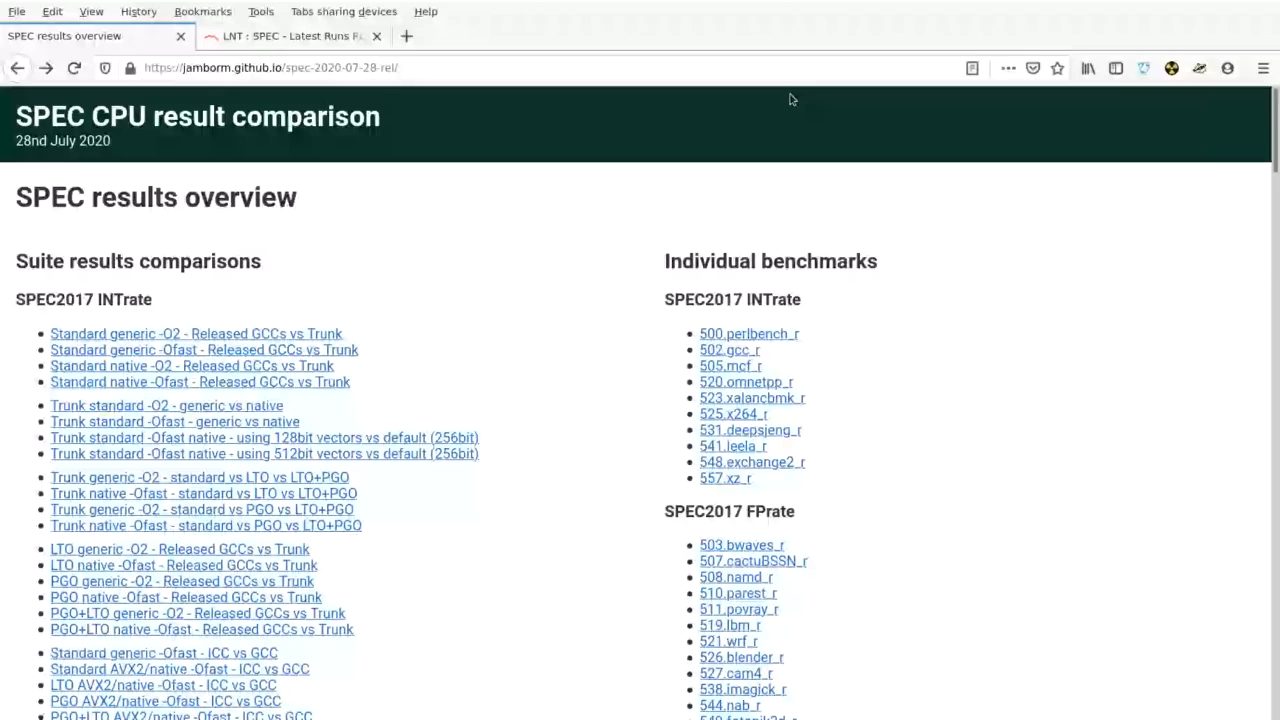 File Edit View History Bookmarks Tools Tabs sharing devices Help
SPEC results overview
LNT : SPEC - Latest Runs
https://jamborm.github.io/spec-2020-07-28-rel/
SPEC CPU result comparison
28nd July 2020
SPEC results overview
Suite results comparisons
SPEC2017 INTrate
Standard generic -O2 - Released GCCs vs Trunk
Standard generic -Ofast - Released GCCs vs Trunk
Standard native -O2 - Released GCCs vs Trunk
Standard native -Ofast - Released GCCs vs Trunk
Trunk standard -O2 - generic vs native
Trunk standard -Ofast - generic vs native
Trunk standard -Ofast native - using 128bit vectors vs default (256bit)
Trunk standard -Ofast native - using 512bit vectors vs default (256bit)
Trunk generic -O2 - standard vs LTO vs LTO+PGO
Trunk native -Ofast - standard vs LTO vs LTO+PGO
Trunk generic -O2 - standard vs PGO vs LTO+PGO
Trunk native -Ofast - standard vs PGO vs LTO+PGO
LTO generic -O2 - Released GCCs vs Trunk
LTO native -Ofast - Released GCCs vs Trunk
PGO generic -O2 - Released GCCs vs Trunk
PGO native -Ofast - Released GCCs vs Trunk
PGO+LTO generic -O2 - Released GCCs vs Trunk
PGO+LTO native -Ofast - Released GCCs vs Trunk
Standard generic -Ofast - ICC vs GCC
Standard AVX2/native -Ofast - ICC vs GCC
LTO AVX2/native -Ofast - ICC vs GCC
PGO AVX2/native -Ofast - ICC vs GCC
PGO+LTO AVX2/native -Ofast - ICC vs GCC
Individual benchmarks
SPEC2017 INTrate
500.perlbench_r
502.gcc_r
505.mcf_r
520.omnetpp_r
523.xalancbmk_r
525.x264_r
531.deepsjeng_r
541.leela_r
548.exchange2_r
557.xz_r
SPEC2017 FPrate
503.bwaves_r
507.cactuBSSN_r
508.namd_r
510.parest_r
511.povray_r
519.lbm_r
521.wrf_r
526.blender_r
527.cam4_r
538.imagick_r
544.nab_r
549.fotonik3d_r